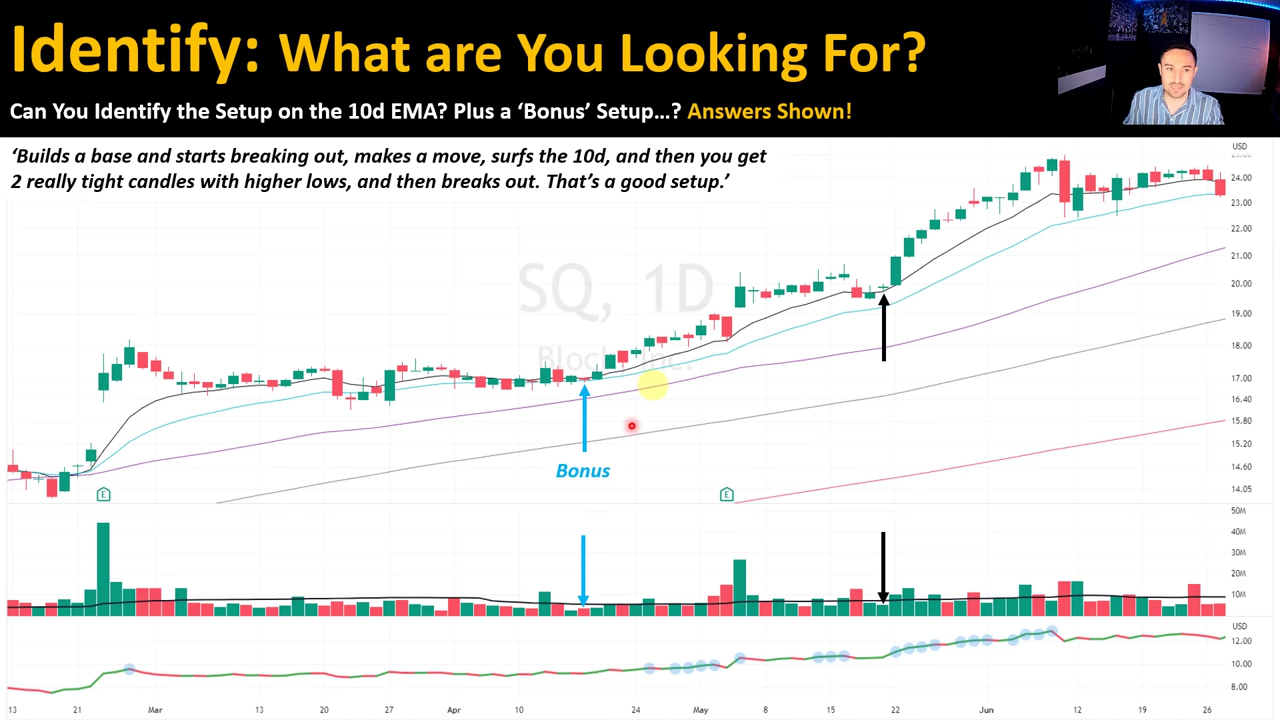 Identify: What are You Looking For?
Can You Identify the Setup on the 10d EMA? Plus a ‘Bonus’ Setup…? Answers Shown!
‘Builds a base and starts breaking out, makes a move, surfs the 10d, and then you get
2 really tight candles with higher lows, and then breaks out. That’s a good setup.’
USD
24.00
23.00
22.00
21.00
20.00
19.00
18.00
17.00
16.40
15.80
15.20
14.60
14.05
SQ, 1D
Block, Inc.
Bonus
E
E
50M
40M
30M
20M
10M
USD
12.00
10.00
8.00
13 21 Mar 13 20 27 Apr 10 24 May 8 15 22 Jun 12 19 26